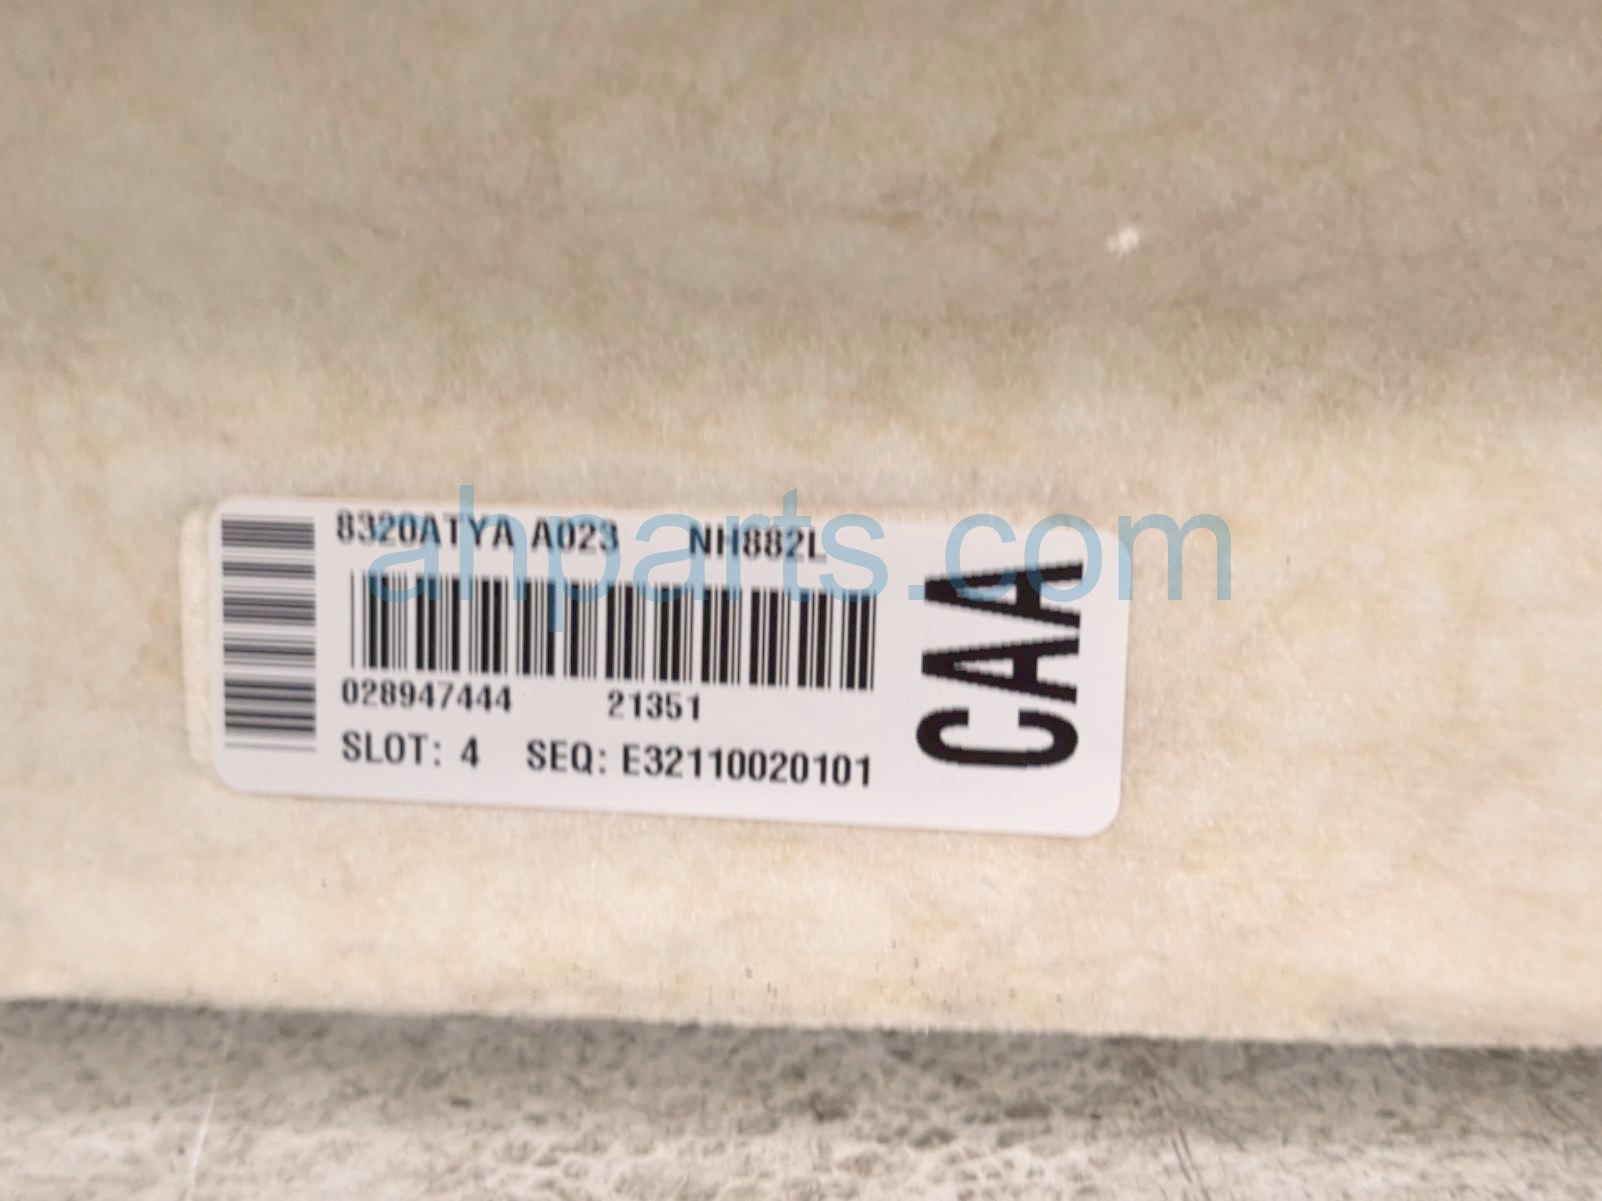 8320ATYA A023 NH882L
028947444 21351
SLOT: 4 SEQ: E32110020101
CAA
ahparts.com